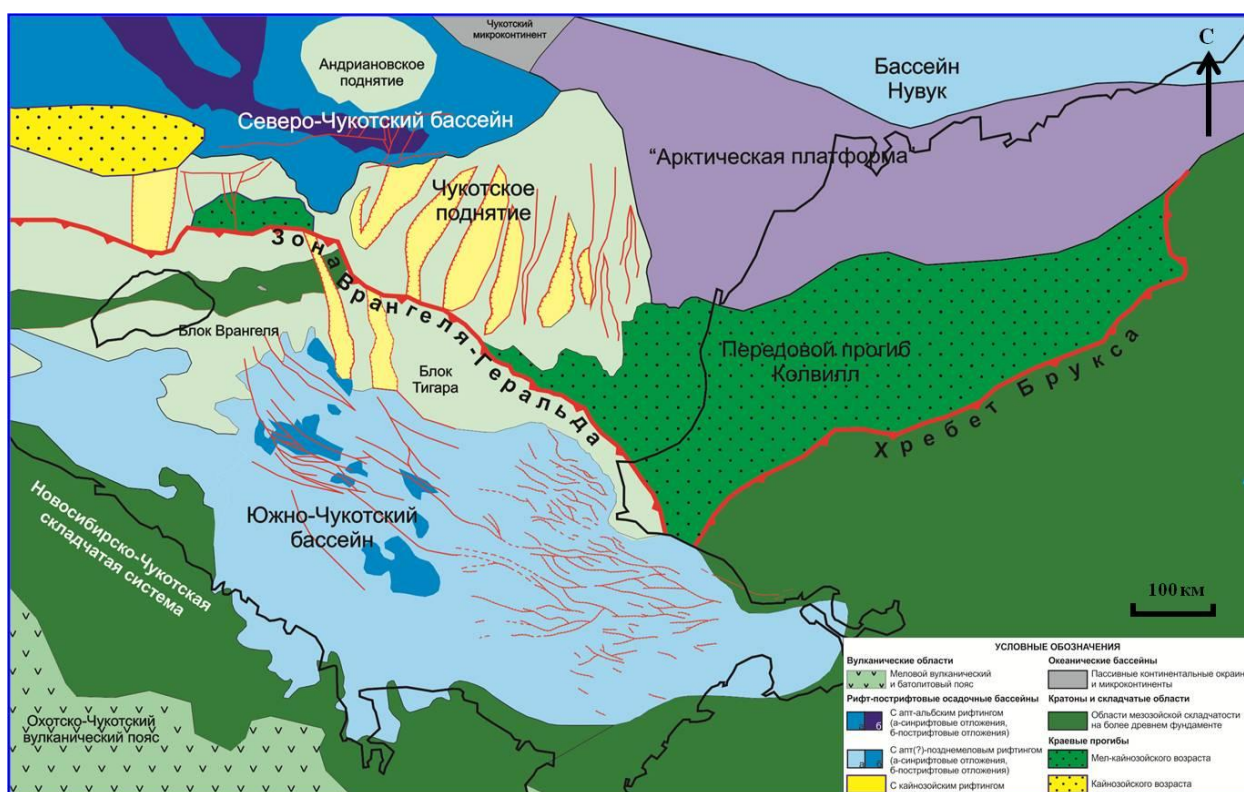 Чукотский
микроконтинент
С
Андриановское
поднятие
Бассейн
Нувук
Северо-Чукотский бассейн
"Арктическая платформа"
Чукотское
поднятие
Зона Врангеля-Геральда
Блок Врангеля
Блок
Тигара
Передовой прогиб
Колвилл
Хребет Брукса
Новосибирско-Чукотская
складчатая система
Южно-Чукотский
бассейн
100 км
Охотско-Чукотский
вулканический пояс
УСЛОВНЫЕ ОБОЗНАЧЕНИЯ
Вулканические области
Меловой вулканический
и батолитовый пояс
Рифт-пострифтовые осадочные бассейны
а б
С апт-альбским рифтингом
(а-синрифтовые отложения,
б-пострифтовые отложения)
а б
С апт(?)-позднемеловым рифтингом
(а-синрифтовые отложения,
б-пострифтовые отложения)
С кайнозойским рифтингом
Океанические бассейны
Пассивные континентальные окраин
и микроконтиненты
Кратоны и складчатые области
Области мезозойской складчатости
на более древнем фундаменте
Краевые прогибы
Мел-кайнозойского возраста
Кайнозойского возраста